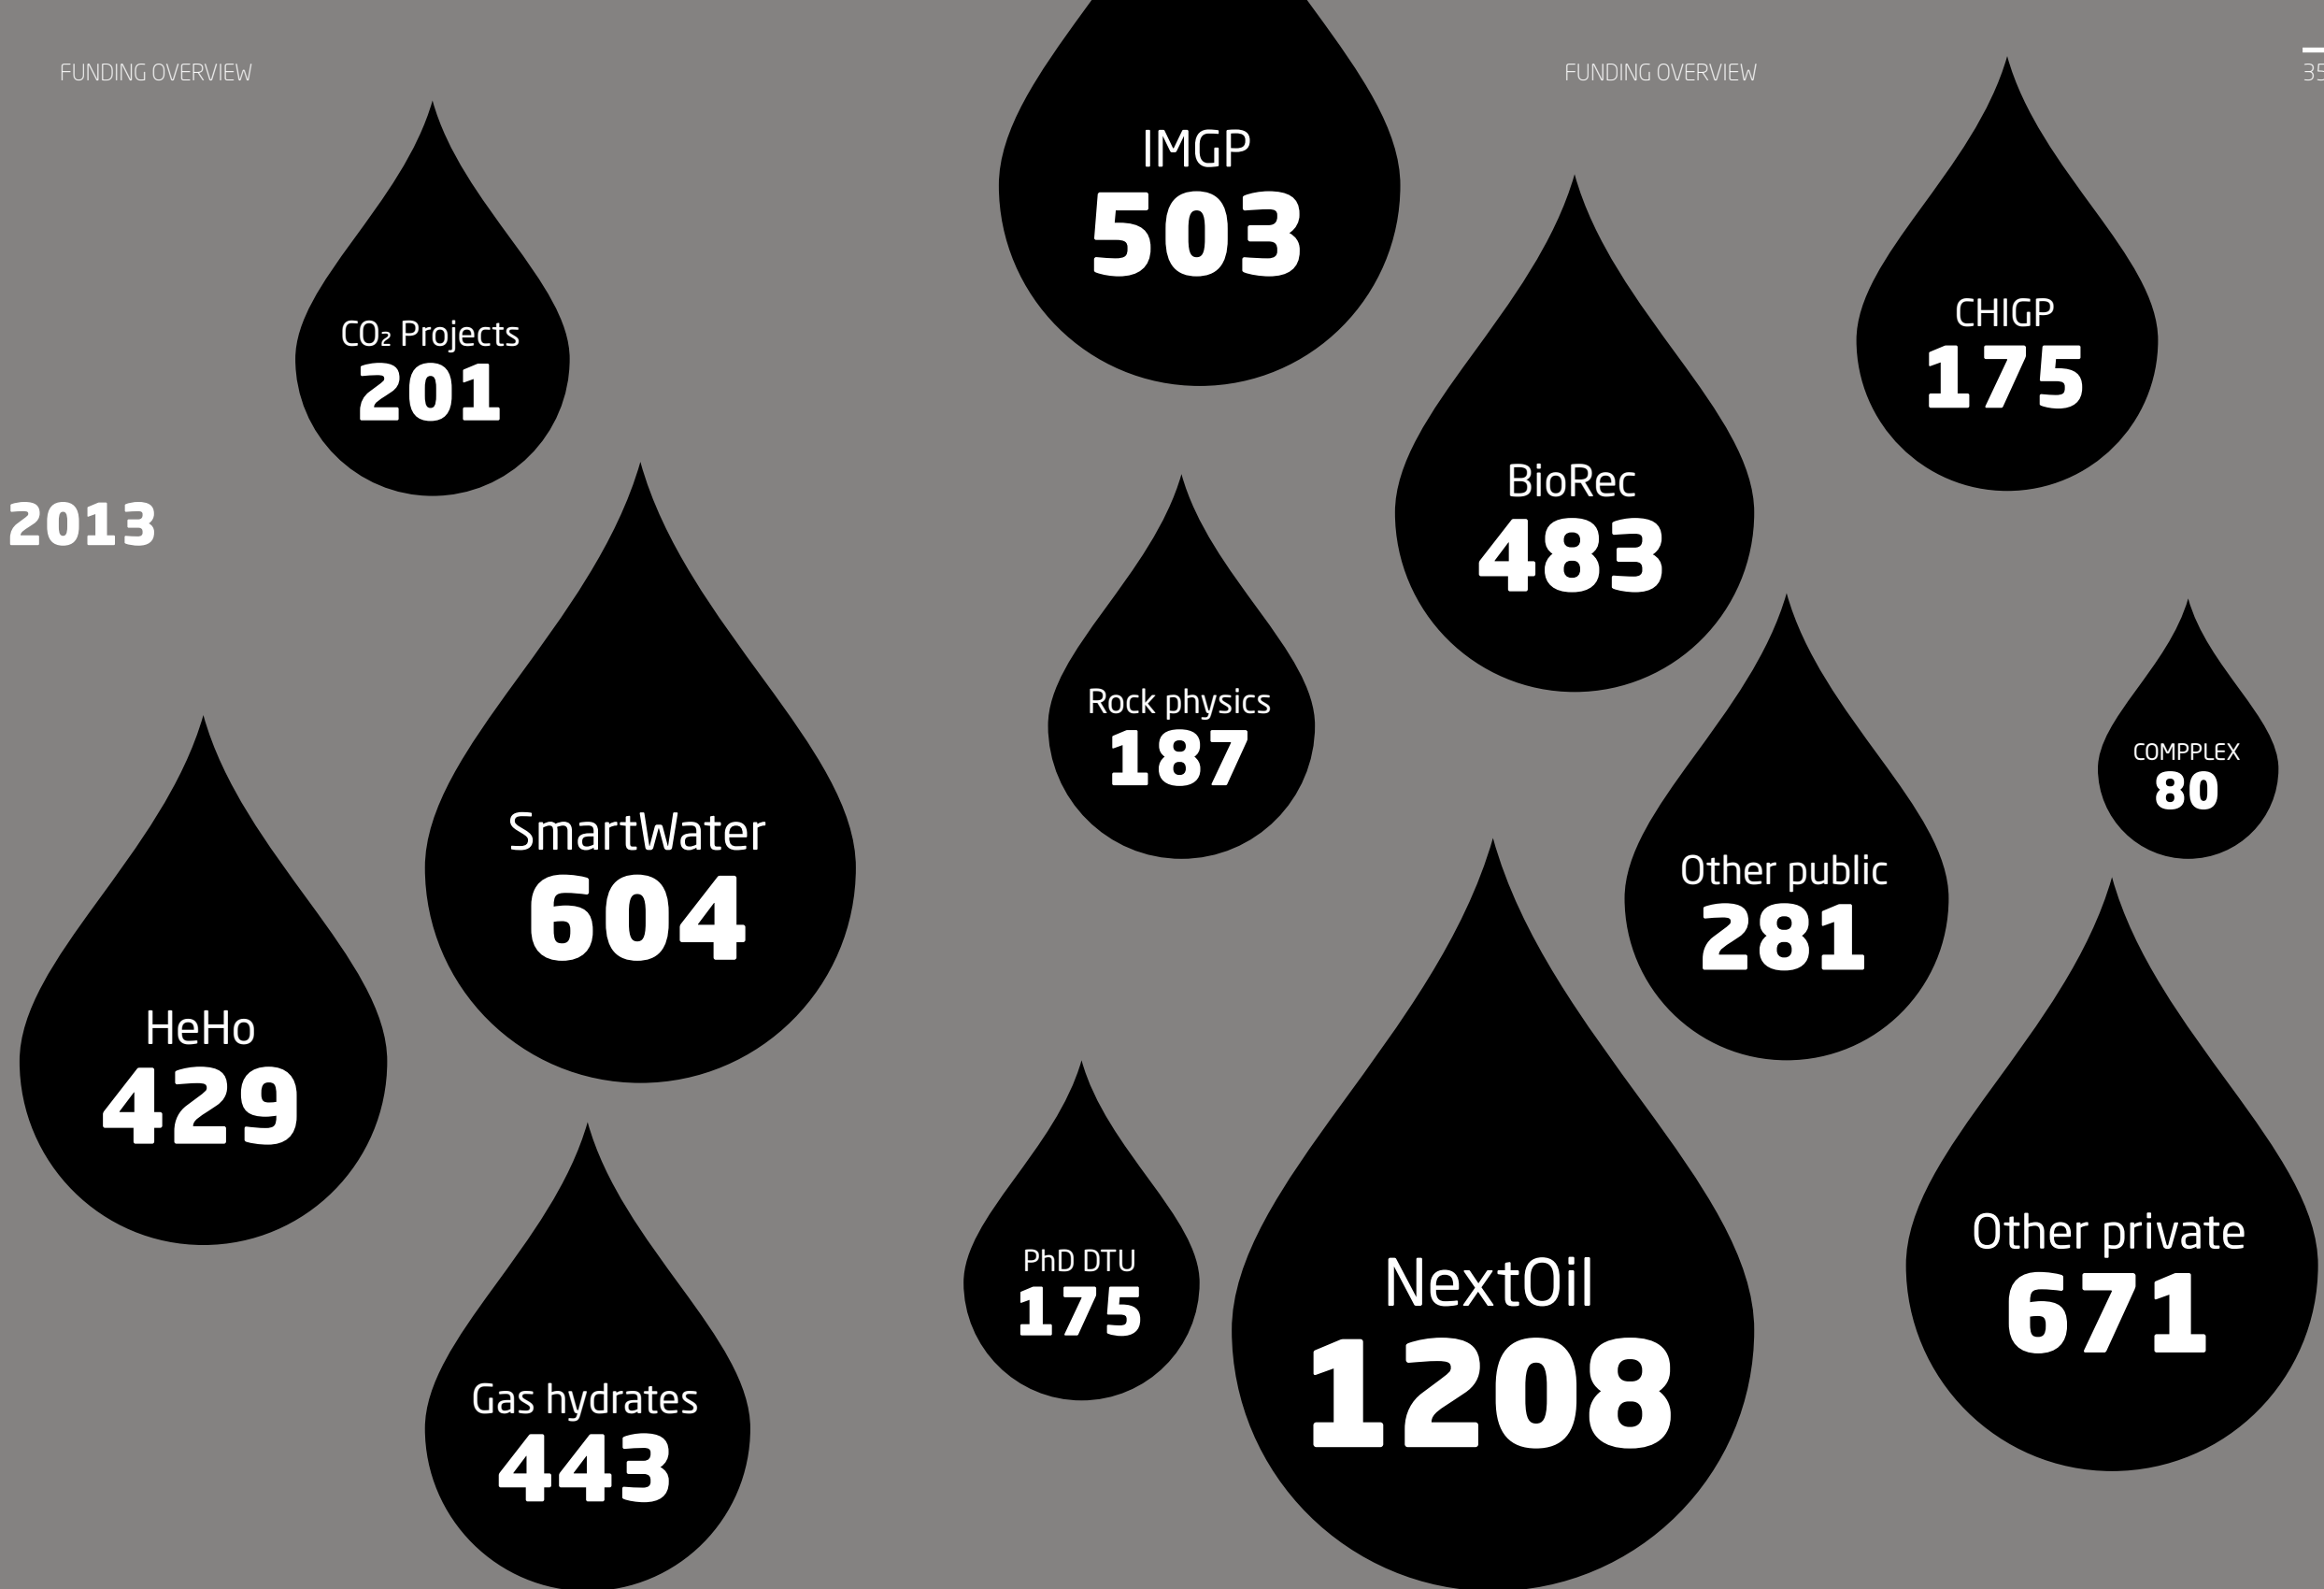 FUNDING OVERVIEW
FUNDING OVERVIEW
35
IMGP
503
CO₂ Projects
201
CHIGP
175
2013
BioRec
483
Rock physics
187
COMPPLEX
80
SmartWater
604
Other public
281
HeHo
429
PhD DTU
175
NextOil
1208
Other private
671
Gas hydrates
443